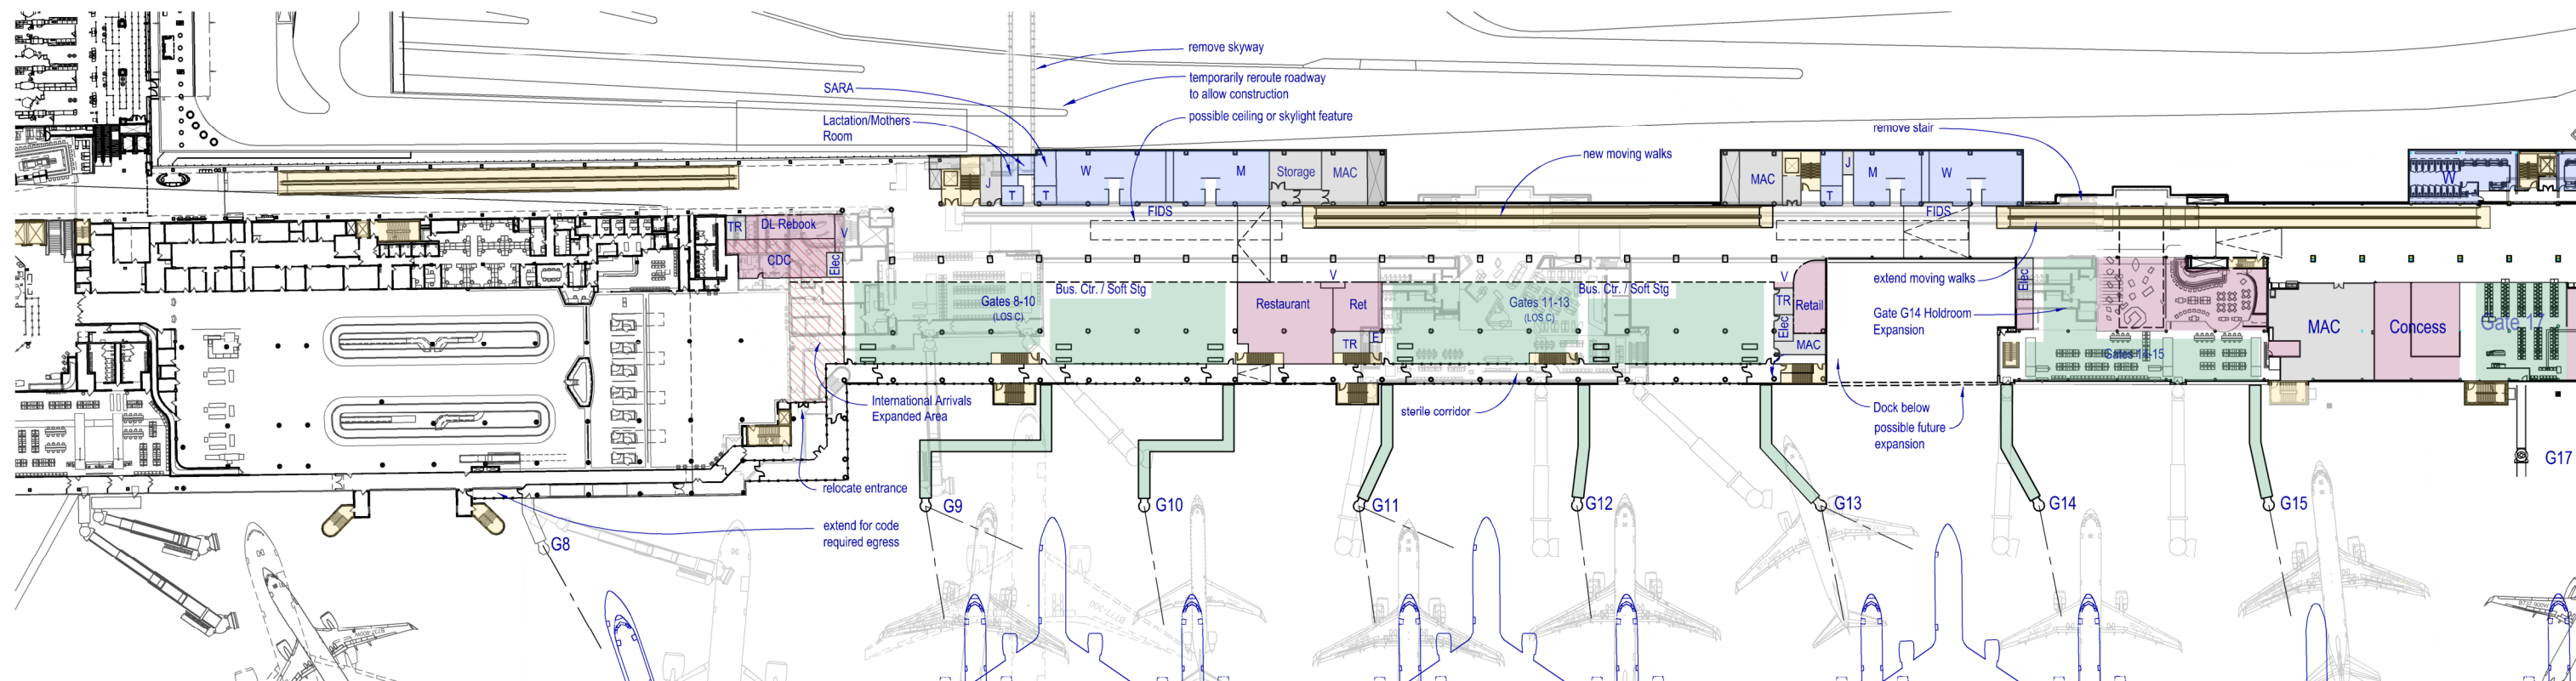 remove skyway
SARA
temporarily reroute roadway
to allow construction
Lactation/Mothers
Room
possible ceiling or skylight feature
remove stair
new moving walks
J
T
T
W
M
Storage
MAC
MAC
T
J
M
W
W
FIDS
FIDS
TR
DL Rebook
V
CDC
Elec
Bus. Ctr. / Soft Stg
Gates 8-10
(LOS C)
V
Restaurant
Ret
TR
E
Bus. Ctr. / Soft Stg
Gates 11-13
(LOS C)
V
TR
Retail
Elec
MAC
extend moving walks
Elec
Gate G14 Holdroom
Expansion
Gates 14-15
MAC
Concess
Gate 17
International Arrivals
Expanded Area
sterile corridor
Dock below
possible future
expansion
relocate entrance
extend for code
required egress
G8
G9
G10
G11
G12
G13
G14
G15
G17
B777-300